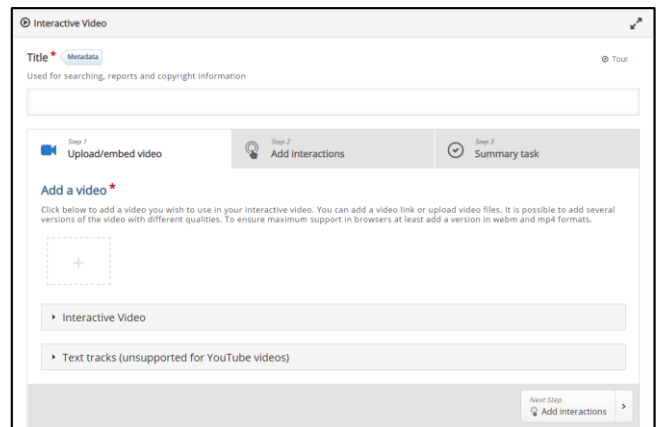 Interactive Video
Title * Metadata
Tour
Used for searching, reports and copyright information
Step 1
Upload/embed video
Step 2
Add interactions
Step 3
Summary task
Add a video *
Click below to add a video you wish to use in your interactive video. You can add a video link or upload video files. It is possible to add several
versions of the video with different qualities. To ensure maximum support in browsers at least add a version in webm and mp4 formats.
+
Interactive Video
Text tracks (unsupported for YouTube videos)
Next Step
Add interactions